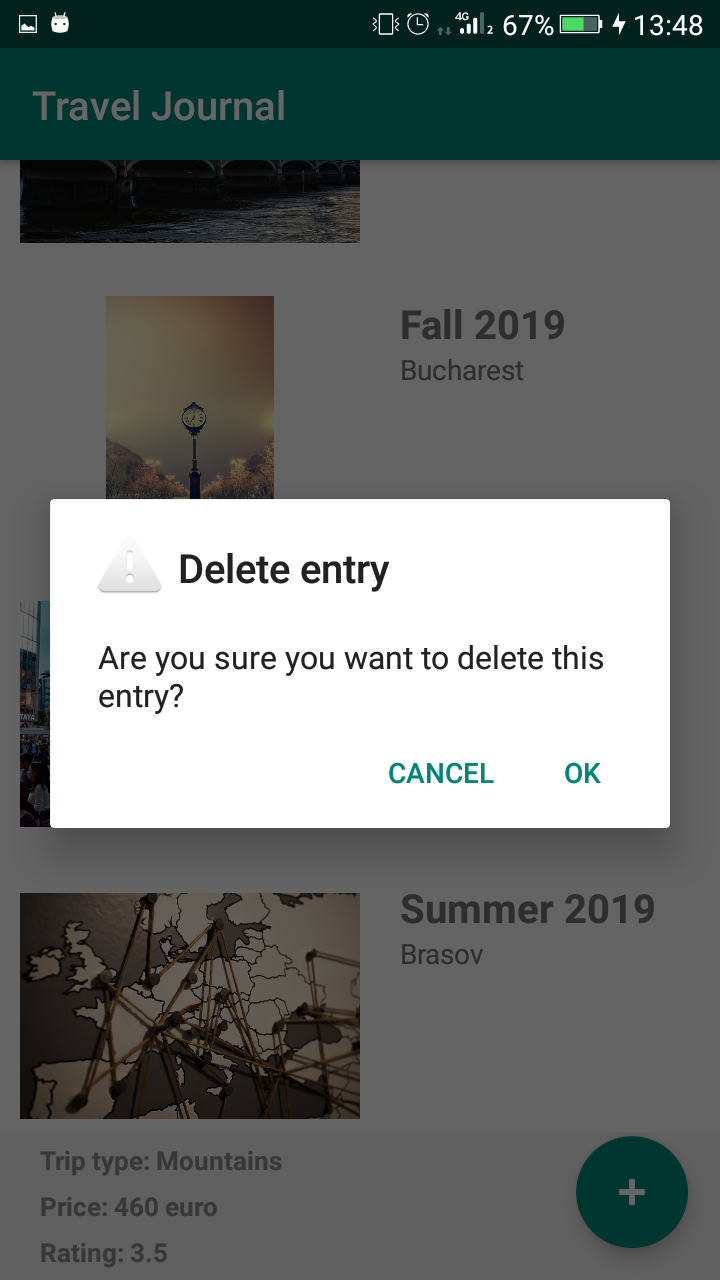 4G
2
67%
13:48
Travel Journal
Fall 2019
Bucharest
Delete entry
Are you sure you want to delete this
entry?
CANCEL
OK
TAYA
Summer 2019
Brasov
Trip type: Mountains
Price: 460 euro
Rating: 3.5